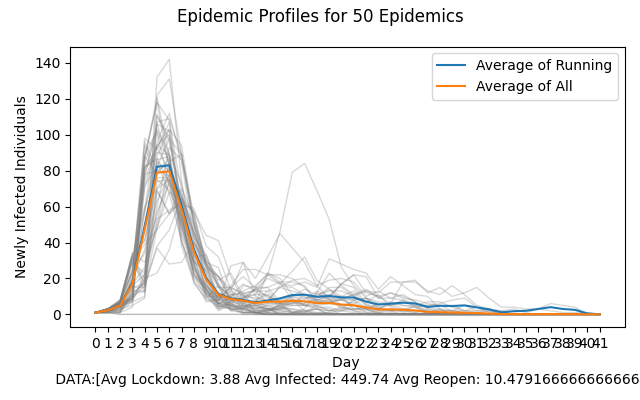 Epidemic Profiles for 50 Epidemics
Average of Running
Average of All
Newly Infected Individuals
140
120
100
80
60
40
20
0
0 1 2 3 4 5 6 7 8 9 10 11 12 13 14 15 16 17 18 19 20 21 22 23 24 25 26 27 28 29 30 31 32 33 34 35 36 37 38 39 40 41
Day
DATA:[Avg Lockdown: 3.88 Avg Infected: 449.74 Avg Reopen: 10.479166666666666